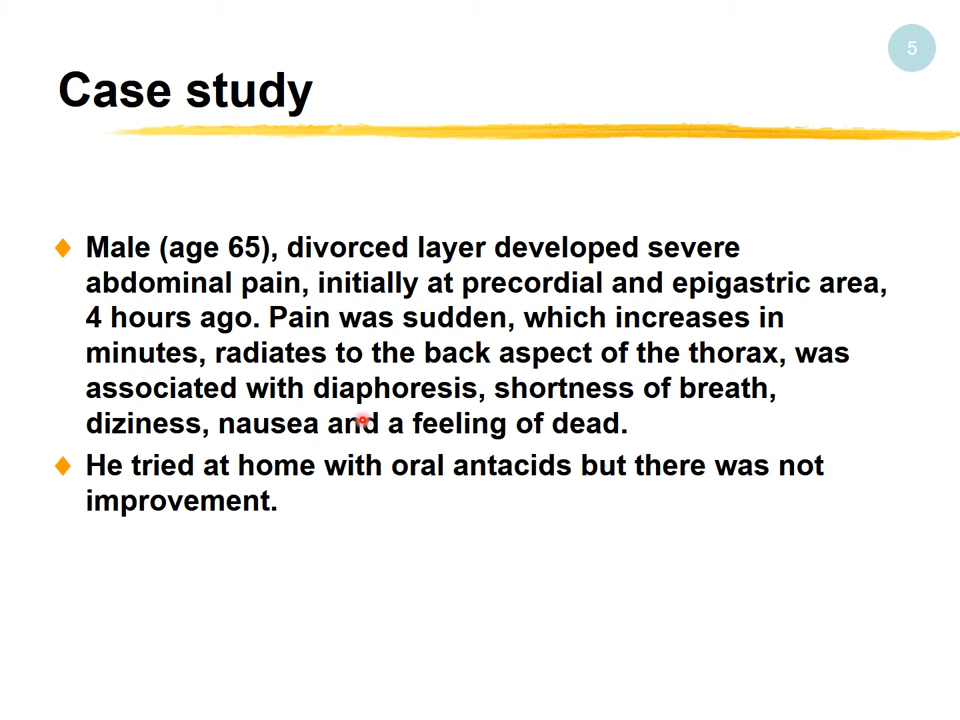 5
Case study
Male (age 65), divorced layer developed severe
abdominal pain, initially at precordial and epigastric area,
4 hours ago. Pain was sudden, which increases in
minutes, radiates to the back aspect of the thorax, was
associated with diaphoresis, shortness of breath,
diziness, nausea and a feeling of dead.
He tried at home with oral antacids but there was not
improvement.